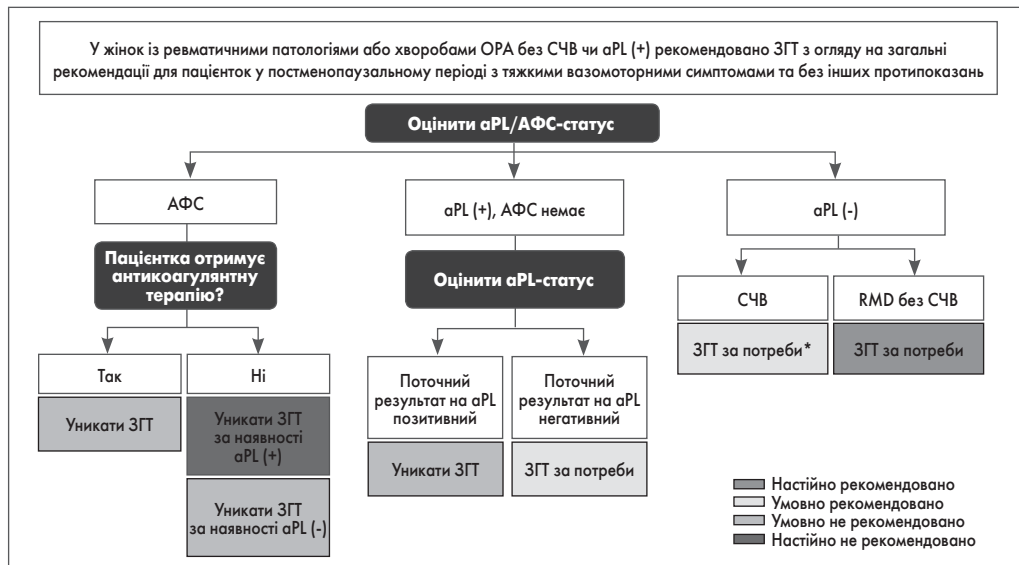 У жінок із ревматичними патологіями або хворобами ОРА без СЧВ чи aPL (+) рекомендовано ЗГТ з огляду на загальні
рекомендації для пацієнток у постменопаузальному періоді з тяжкими вазомоторними симптомами та без інших протипоказань
Оцінити aPL/АФС-статус
АФС
aPL (+), АФС немає
aPL (-)
Пацієнтка отримує
антикоагулянтну
терапію?
Оцінити aPL-статус
СЧВ
RMD без СЧВ
ЗГТ за потреби*
ЗГТ за потреби
Так
Ні
Поточний
результат на aPL
позитивний
Поточний
результат на aPL
негативний
Уникати ЗГТ
Уникати ЗГТ
за наявності
aPL (+)
Уникати ЗГТ
ЗГТ за потреби
Уникати ЗГТ
за наявності aPL (-)
Настійно рекомендовано
Умовно рекомендовано
Умовно не рекомендовано
Настійно не рекомендовано